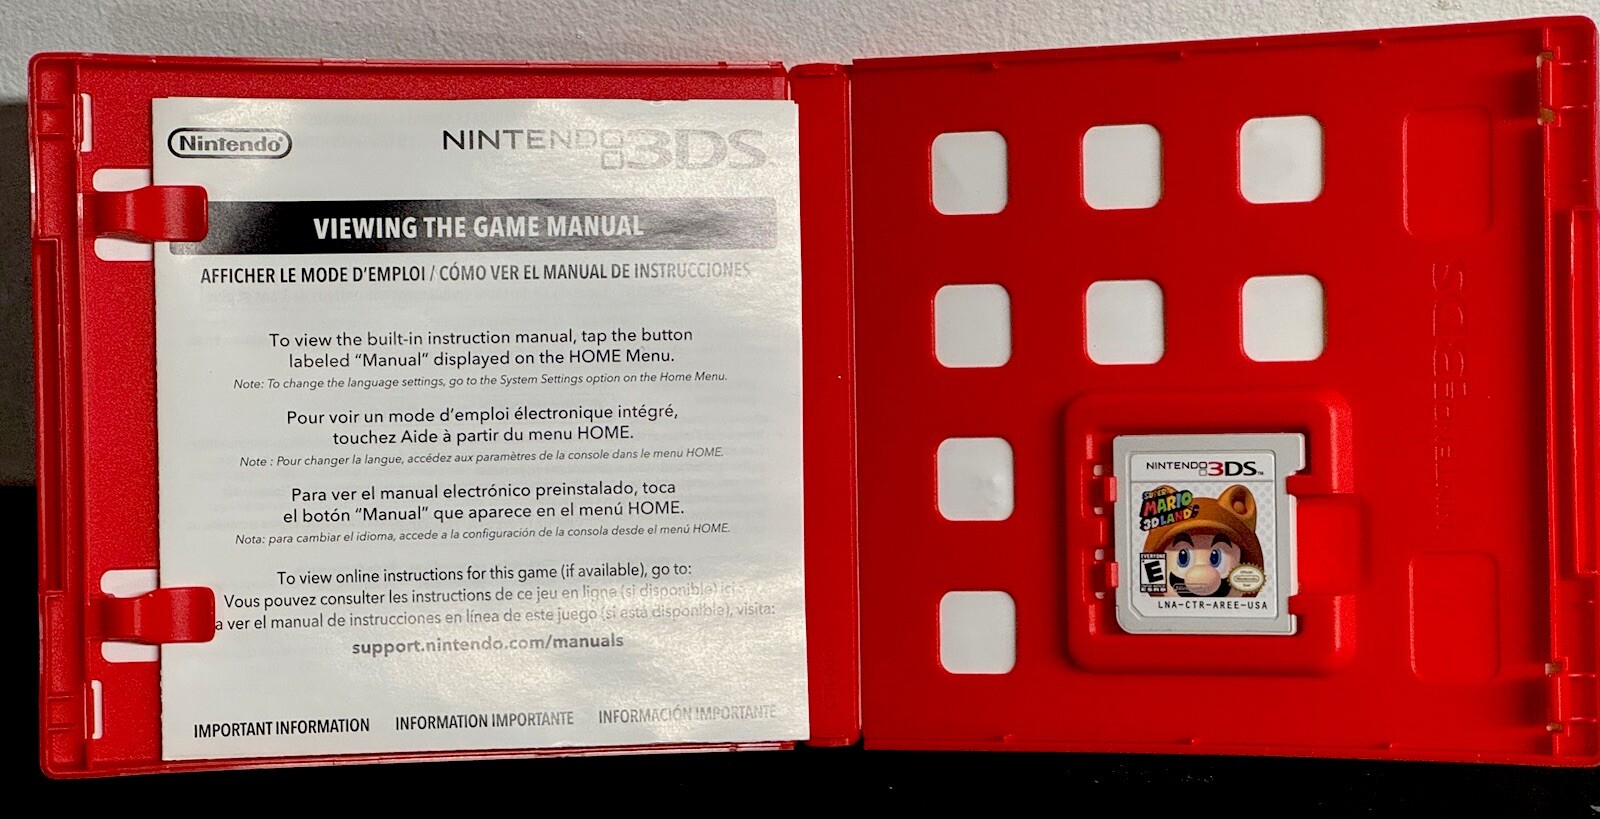 Nintendo®
NINTENDO 3DS™
VIEWING THE GAME MANUAL
AFFICHER LE MODE D'EMPLOI / CÓMO VER EL MANUAL DE INSTRUCCIONES
To view the built-in instruction manual, tap the button
labeled “Manual” displayed on the HOME Menu.
Note: To change the language settings, go to the System Settings option on the Home Menu.
Pour voir un mode d’emploi électronique intégré,
touchez Aide à partir du menu HOME.
Note : Pour changer la langue, accédez aux paramètres de la console dans le menu HOME.
Para ver el manual electrónico preinstalado, toca
el botón “Manual” que aparece en el menú HOME.
Nota: para cambiar el idioma, accede a la configuración de la consola desde el menú HOME.
To view online instructions for this game (if available), go to:
Vous pouvez consulter les instructions de ce jeu en ligne (si disponible) ici :
a ver el manual de instrucciones en línea de este juego (si está disponible), visita:
support.nintendo.com/manuals
IMPORTANT INFORMATION INFORMATION IMPORTANTE INFORMACIÓN IMPORTANTE
NINTENDO 3DS
NINTENDO 3DS™
SUPER
MARIO
3D LAND
EVERYONE
E
ESRB
Nintendo
LNA-CTR-AREE-USA